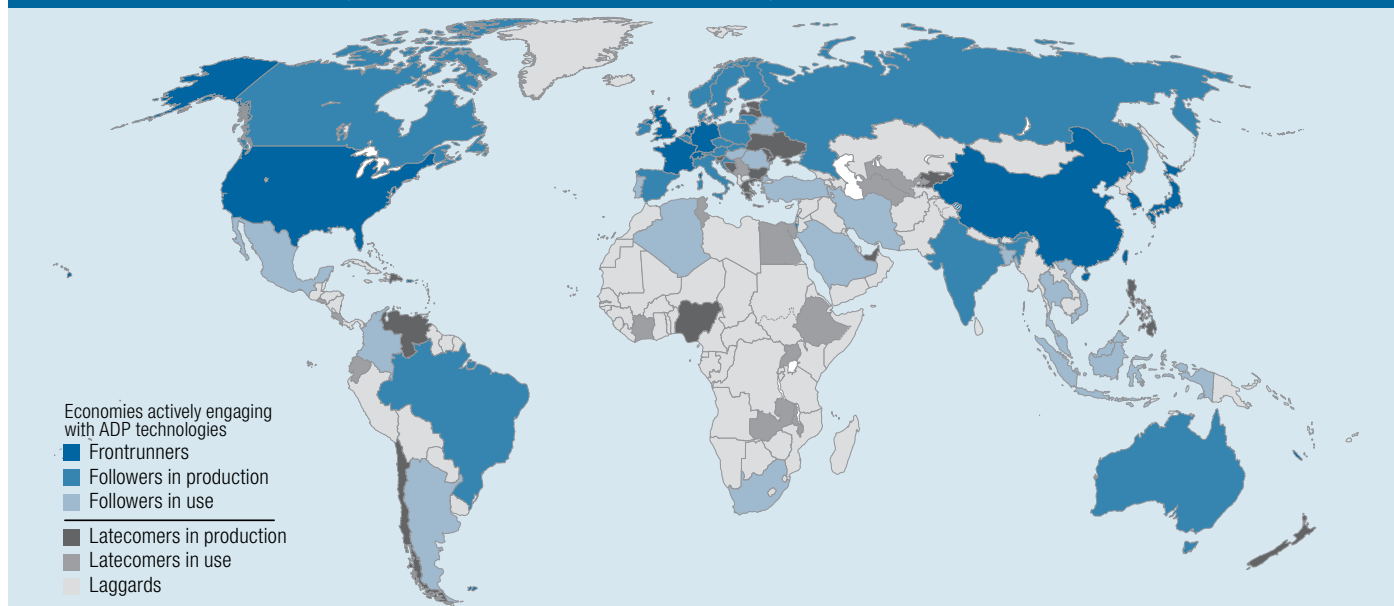 Economies actively engaging
with ADP technologies
Frontrunners
Followers in production
Followers in use
Latecomers in production
Latecomers in use
Laggards